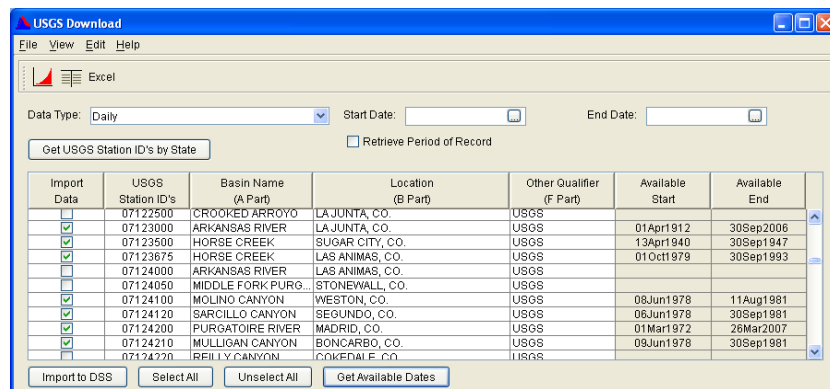 USGS Download
File View Edit Help
Excel
Data Type: Daily Start Date: ... End Date: ...
Get USGS Station ID's by State Retrieve Period of Record
Import USGS Basin Name Location Other Qualifier Available Available
Data Station ID's (A Part) (B Part) (F Part) Start End
07122500 CROOKED ARROYO LA JUNTA, CO. USGS
07123000 ARKANSAS RIVER LA JUNTA, CO. USGS 01Apr1912 30Sep2006
07123500 HORSE CREEK SUGAR CITY, CO. USGS 13Apr1940 30Sep1947
07123675 HORSE CREEK LAS ANIMAS, CO. USGS 01Oct1979 30Sep1993
07124000 ARKANSAS RIVER LAS ANIMAS, CO. USGS
07124050 MIDDLE FORK PURG... STONEWALL, CO. USGS
07124100 MOLINO CANYON WESTON, CO. USGS 08Jun1978 11Aug1981
07124120 SARCILLO CANYON SEGUNDO, CO. USGS 06Jun1978 30Sep1981
07124200 PURGATOIRE RIVER MADRID, CO. USGS 01Mar1972 26Mar2007
07124210 MULLIGAN CANYON BONCARBO, CO. USGS 09Jun1978 30Sep1981
07124220 REILLY CANYON COKEDALE, CO. USGS
Import to DSS Select All Unselect All Get Available Dates